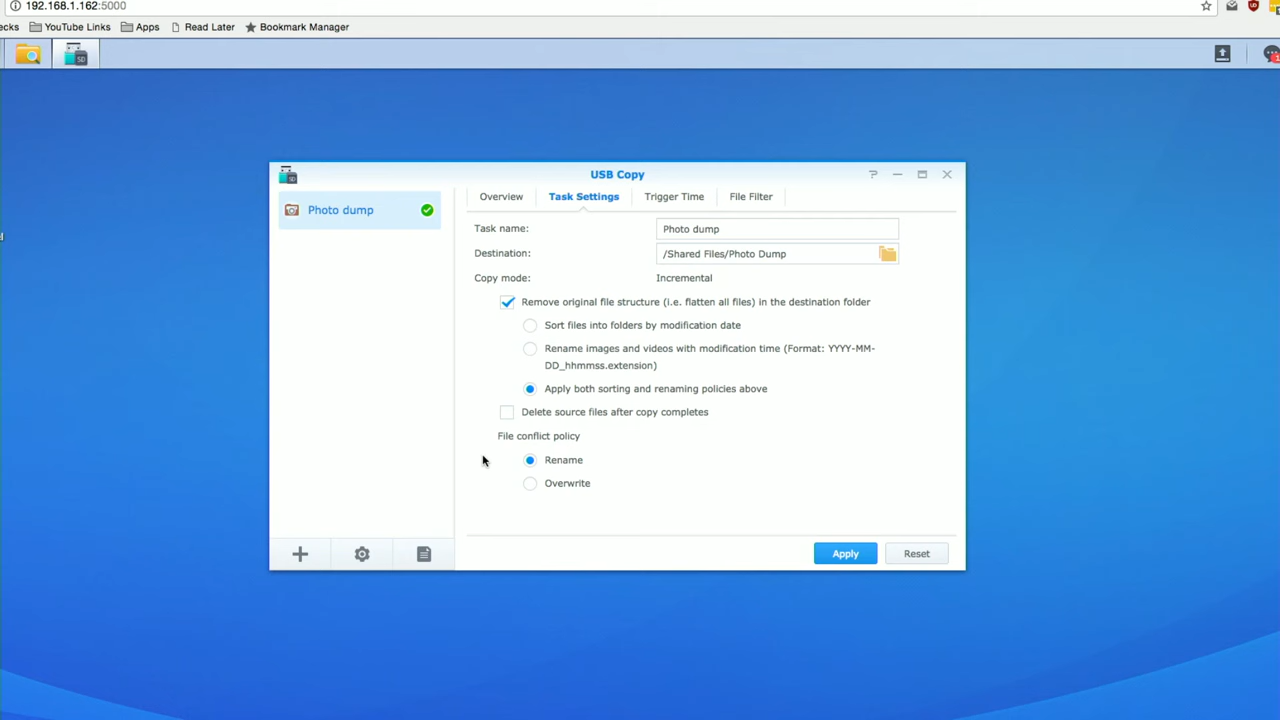 192.168.1.162:5000
ecks YouTube Links Apps Read Later Bookmark Manager
SD
USB Copy
Photo dump
Overview Task Settings Trigger Time File Filter
Task name: Photo dump
Destination: /Shared Files/Photo Dump
Copy mode: Incremental
Remove original file structure (i.e. flatten all files) in the destination folder
Sort files into folders by modification date
Rename images and videos with modification time (Format: YYYY-MM-
DD_hhmmss.extension)
Apply both sorting and renaming policies above
Delete source files after copy completes
File conflict policy
Rename
Overwrite
Apply Reset